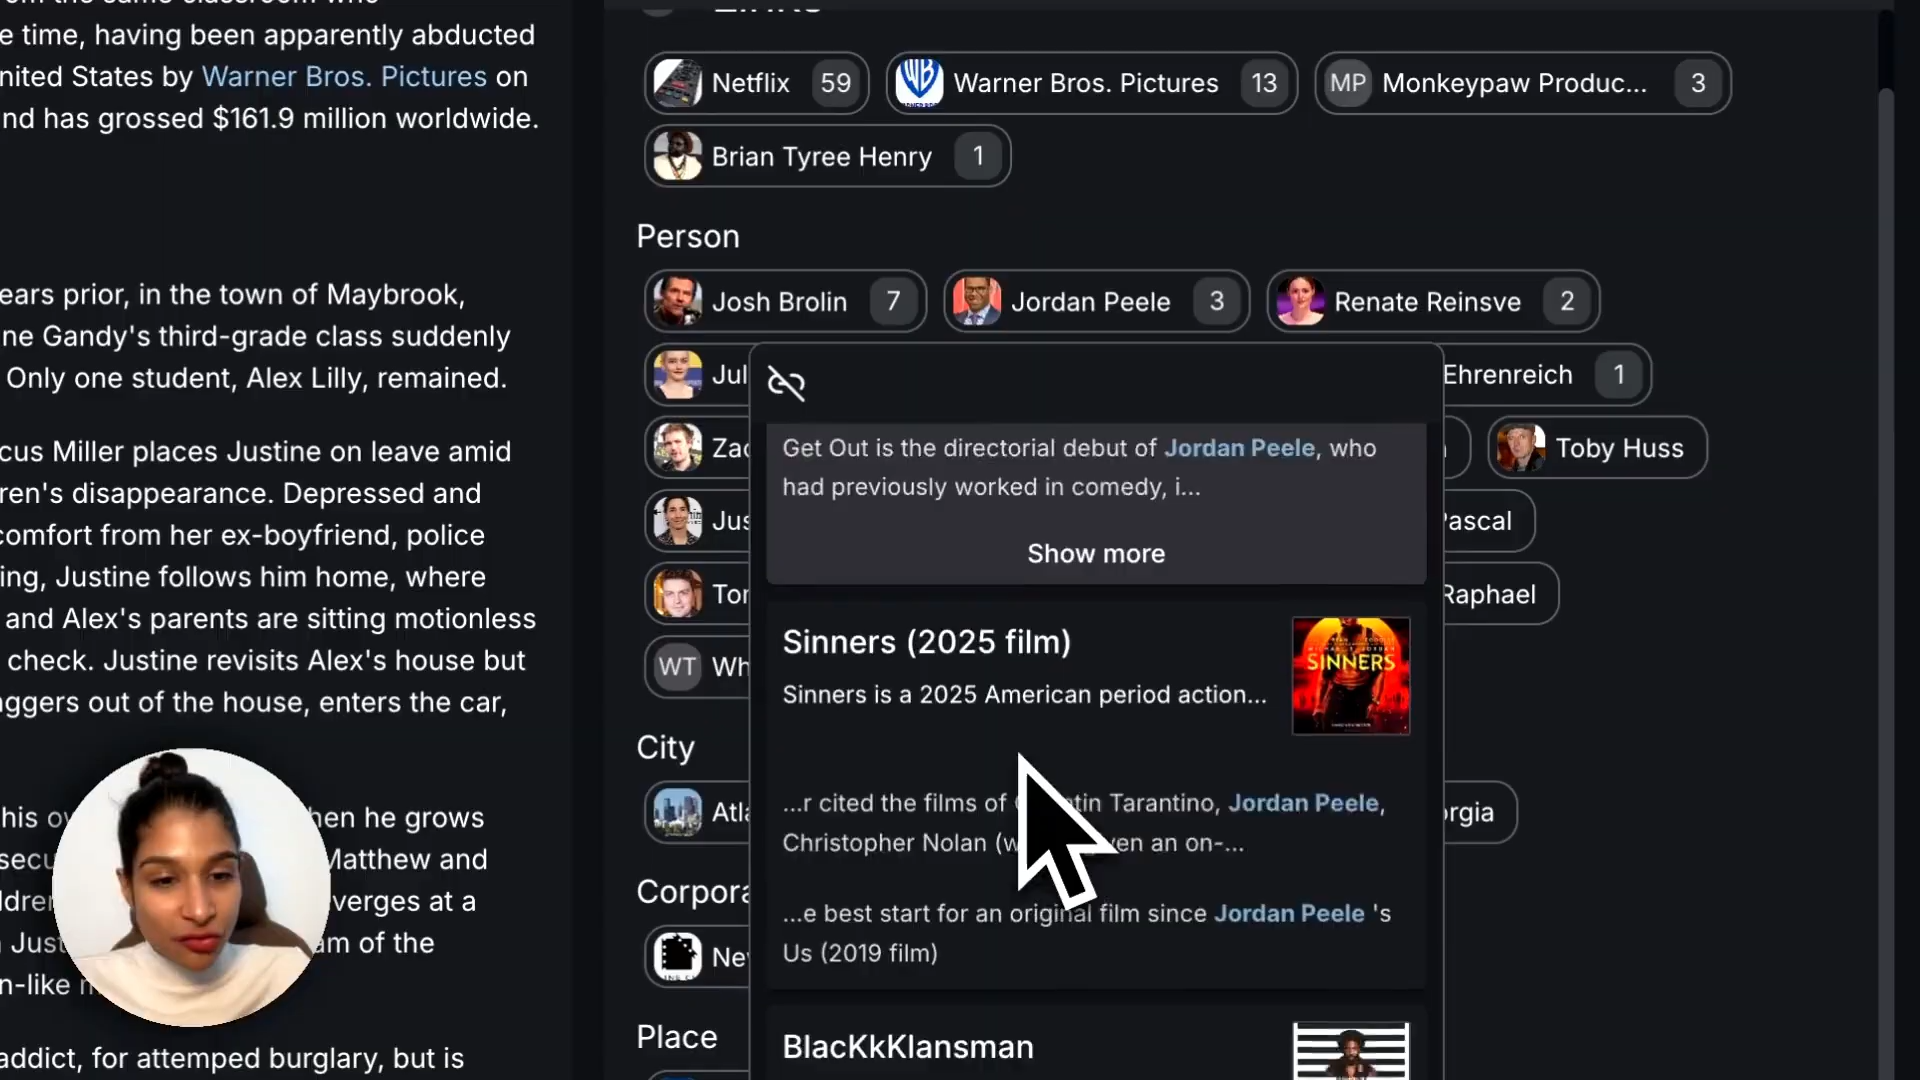 e time, having been apparently abducted
nited States by Warner Bros. Pictures on
nd has grossed $161.9 million worldwide.
ears prior, in the town of Maybrook,
ne Gandy's third-grade class suddenly
Only one student, Alex Lilly, remained.
cus Miller places Justine on leave amid
ren's disappearance. Depressed and
comfort from her ex-boyfriend, police
ing, Justine follows him home, where
and Alex's parents are sitting motionless
check. Justine revisits Alex's house but
aggers out of the house, enters the car,
his ow hen he grows
secu Matthew and
ldren verges at a
Just am of the
n-like
addict, for attemped burglary, but is
Netflix 59 Warner Bros. Pictures 13 MP Monkeypaw Produc... 3
Brian Tyree Henry 1
Person
Josh Brolin 7 Jordan Peele 3 Renate Reinsve 2
Jul Ehrenreich 1
Zac Toby Huss
Jus Pascal
Tor Raphael
WT Wh
City
Atla orgia
Corpora
Nev
Place
Get Out is the directorial debut of Jordan Peele, who
had previously worked in comedy, i...
Show more
Sinners (2025 film)
Sinners is a 2025 American period action...
SINNERS
...r cited the films of tin Tarantino, Jordan Peele,
Christopher Nolan (w ven an on-...
...e best start for an original film since Jordan Peele 's
Us (2019 film)
BlacKkKlansman